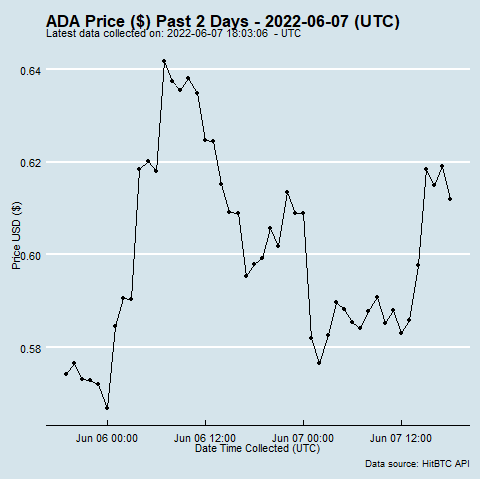 ADA Price ($) Past 2 Days - 2022-06-07 (UTC)
Latest data collected on: 2022-06-07 18:03:06 - UTC
0.64
0.62
0.60
0.58
Price USD ($)
Jun 06 00:00
Jun 06 12:00
Jun 07 00:00
Jun 07 12:00
Date Time Collected (UTC)
Data source: HitBTC API